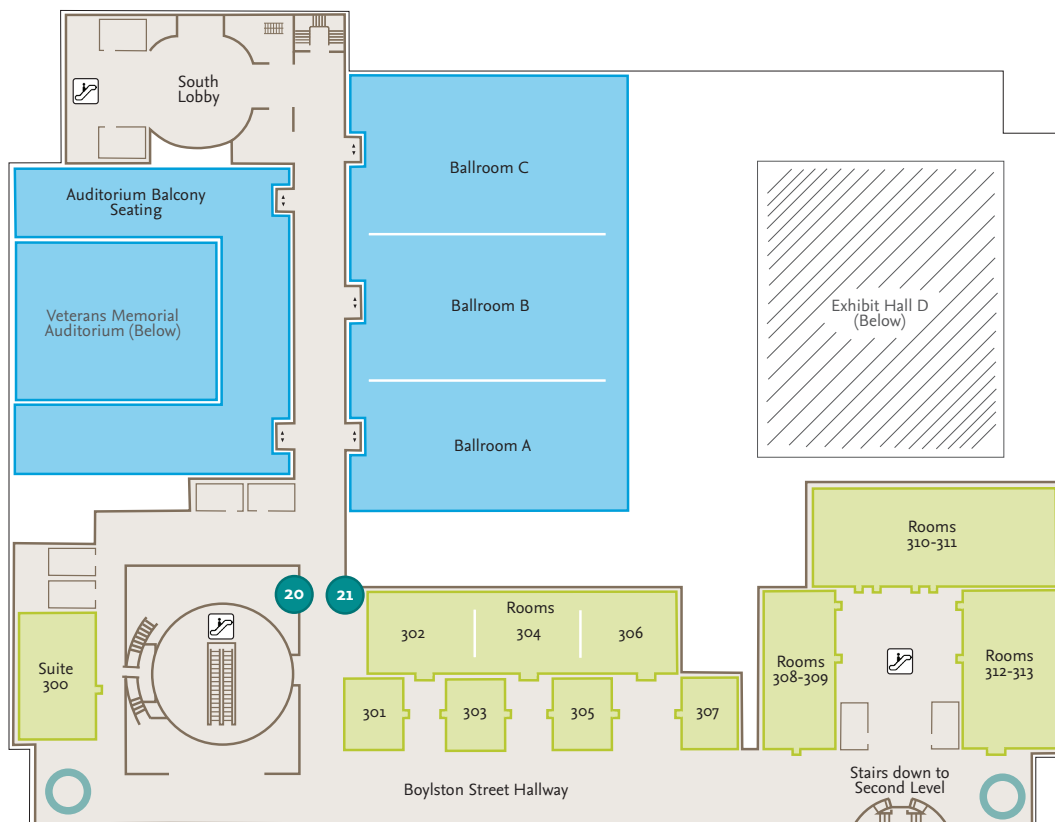 South
Lobby
Ballroom C
Auditorium Balcony
Seating
Ballroom B
Exhibit Hall D
(Below)
Veterans Memorial
Auditorium (Below)
Ballroom A
Rooms
310-311
20
21
Rooms
302
304
306
Suite
300
Rooms
308-309
Rooms
312-313
301
303
305
307
Boylston Street Hallway
Stairs down to
Second Level